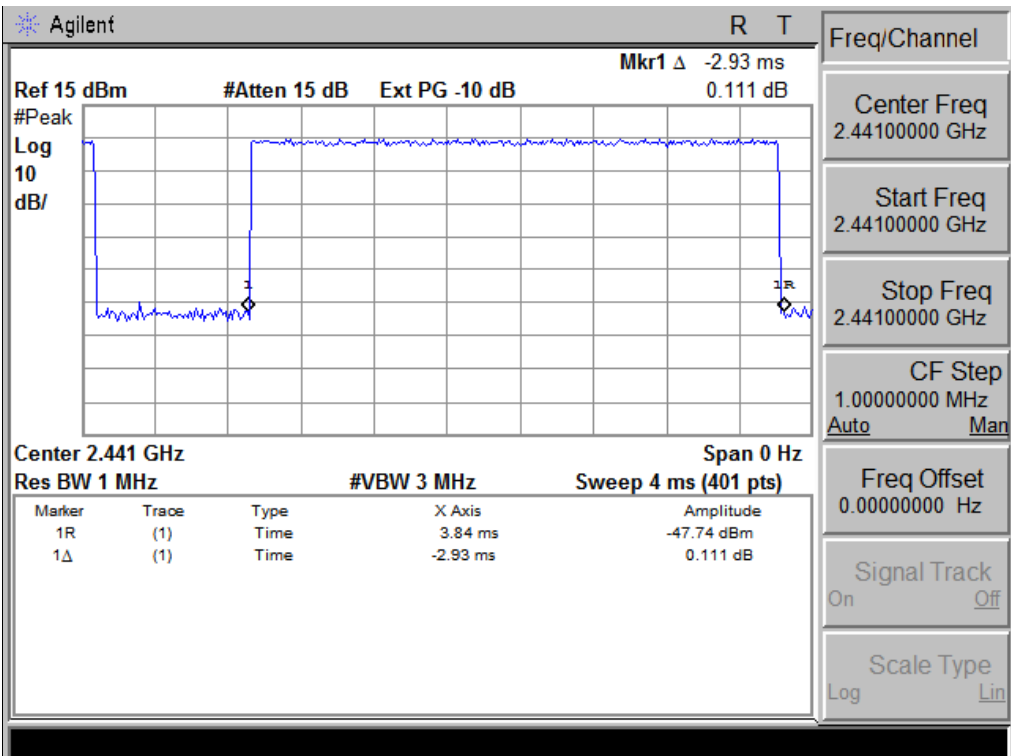 Agilent
R T
Mkr1 Δ -2.93 ms
Ref 15 dBm #Atten 15 dB Ext PG -10 dB 0.111 dB
#Peak
Log
10
dB/
1
1R
Center 2.441 GHz Span 0 Hz
Res BW 1 MHz #VBW 3 MHz Sweep 4 ms (401 pts)
Marker Trace Type X Axis Amplitude
1R (1) Time 3.84 ms -47.74 dBm
1Δ (1) Time -2.93 ms 0.111 dB
Freq/Channel
Center Freq
2.44100000 GHz
Start Freq
2.44100000 GHz
Stop Freq
2.44100000 GHz
CF Step
1.00000000 MHz
Auto Man
Freq Offset
0.00000000 Hz
Signal Track
On Off
Scale Type
Log Lin